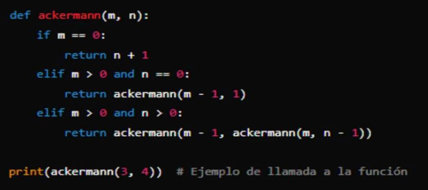 def ackermann(m, n):
    if m == 0:
        return n + 1
    elif m > 0 and n == 0:
        return ackermann(m - 1, 1)
    elif m > 0 and n > 0:
        return ackermann(m - 1, ackermann(m, n - 1))
print(ackermann(3, 4))  # Ejemplo de llamada a la función